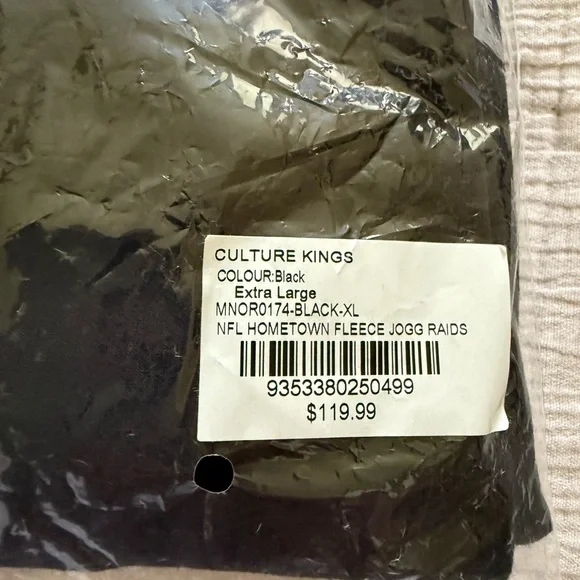 CULTURE KINGS
COLOUR:Black
Extra Large
MNOR0174-BLACK-XL
NFL HOMETOWN FLEECE JOGG RAIDS
9353380250499
$119.99